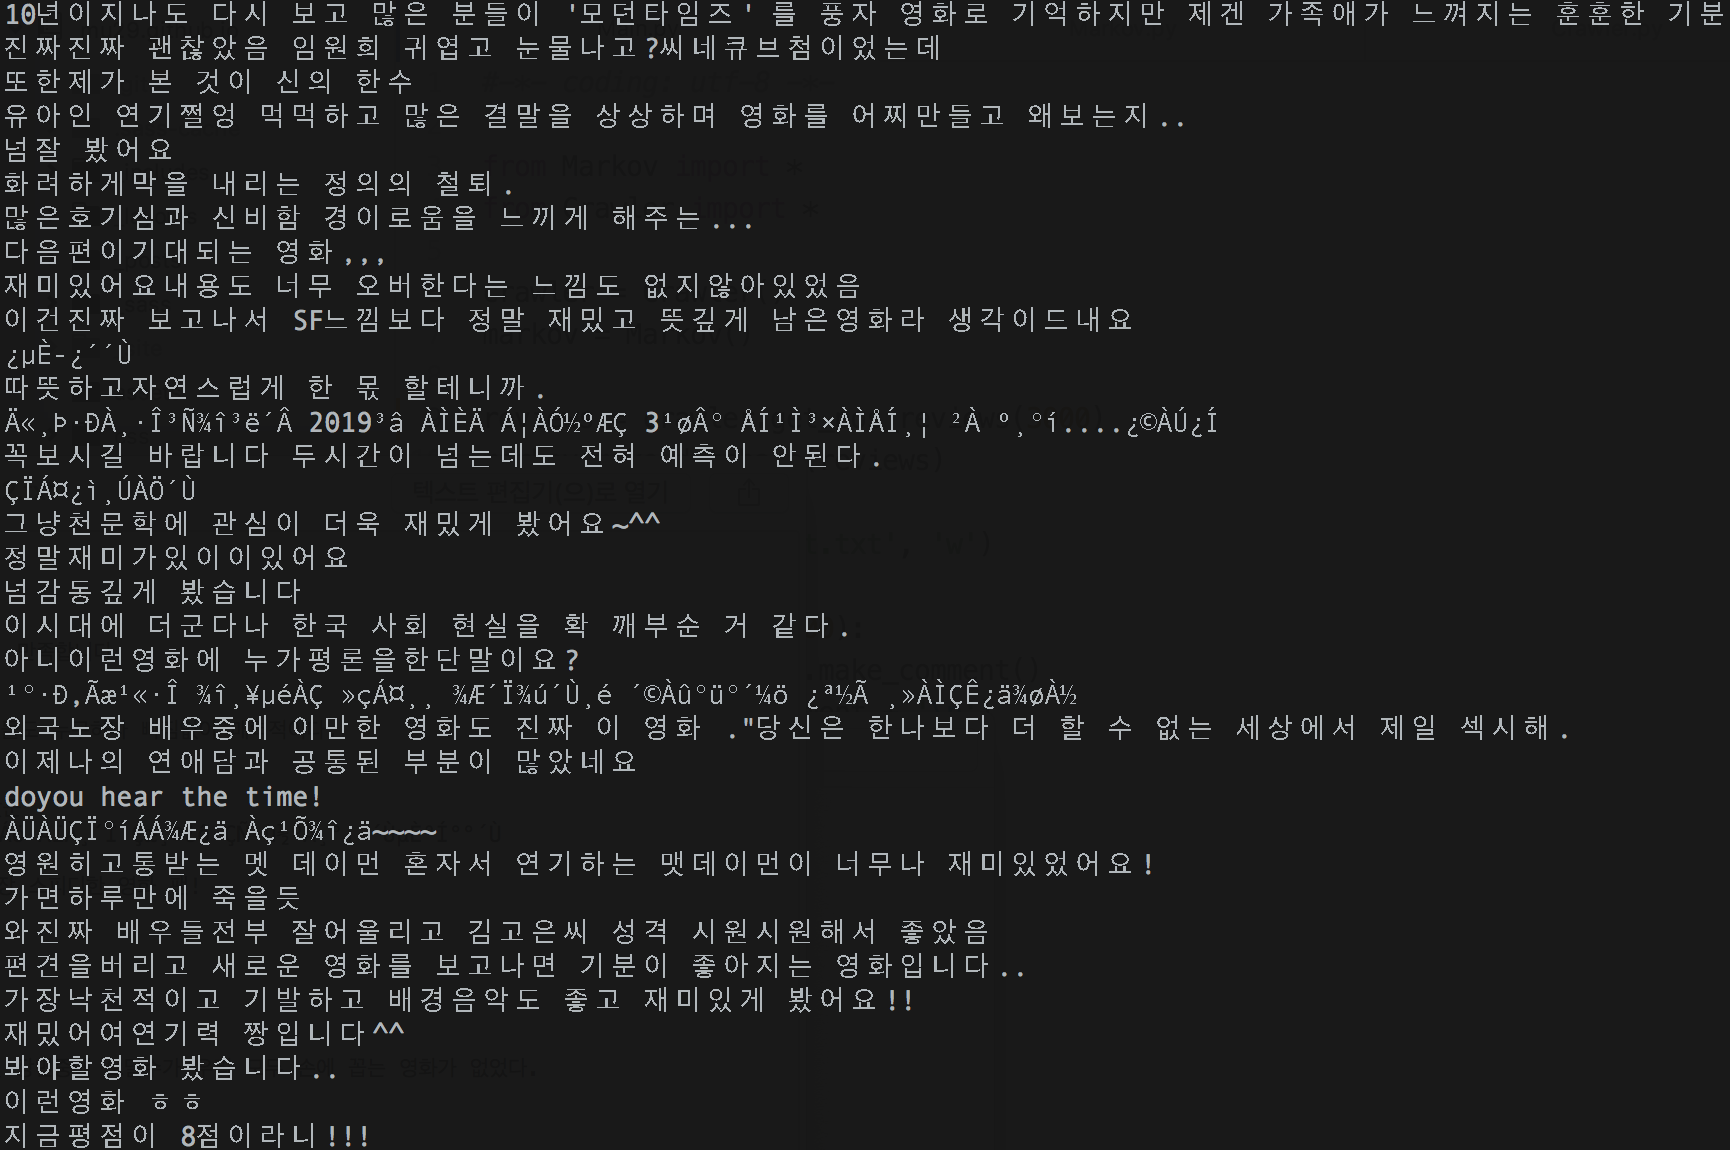 10년이지나도 다시 보고 많은 분들이 '모던타임즈' 를 풍자 영화로 기억하지만 제겐 가족애가 느껴지는 훈훈한 기분
진짜진짜 괜찮았음 임원희 귀엽고 눈물나고?씨네큐브첨이었는데
또한제가 본 것이 신의 한수
유아인 연기쩔엉 먹먹하고 많은 결말을 상상하며 영화를 어찌만들고 왜보는지..
넘잘 봤어요
화려하게막을 내리는 정의의 철퇴.
많은호기심과 신비함 경이로움을 느끼게 해주는...
다음편이기대되는 영화,,,
재미있어요내용도 너무 오버한다는 느낌도 없지않아있었음
이건진짜 보고나서 SF느낌보다 정말 재밌고 뜻깊게 남은영화라 생각이드내요
¿µÈ-¿´´Ù
따뜻하고자연스럽게 한 몫 할테니까.
Ä«¸Þ·ÐÀ¸·Î³Ñ¾î³ë´Â 2019³â ÀÌÈÄ Á¦ÀÓ½ºÆÇ 3¹øÂ° ÅÍ¹Ì³×ÀÌÅÍ¸¦ ²À º¸°í....¿©ÀÚ¿Í
꼭보시길 바랍니다 두시간이 넘는데도 전혀 예측이 안된다.
ÇÏÁ¤¿ì¸ÚÀÖ´Ù
그냥천문학에 관심이 더욱 재밌게 봤어요~^^
정말재미가있이이있어요
넘감동깊게 봤습니다
이시대에 더군다나 한국 사회 현실을 확 깨부순 거 같다.
아니이런영화에 누가평론을한단말이요?
¹°·Ð,Ãæ¹«·Î ¾î¸¥µéÀÇ »çÁ¤¸¸ ¾Æ´Ï¾ú´Ù¸é ´©Àû°ü°´¼ö ¿ª½Ã ¸»ÀÌÇÊ¿ä¾øÀ½
외국노장 배우중에 이만한 영화도 진짜 이 영화 ."당신은 한나보다 더 할 수 없는 세상에서 제일 섹시해.
이제나의 연애담과 공통된 부분이 많았네요
doyou hear the time!
ÀÜÀÜÇÏ°íÁÁ¾Æ¿ä Àç¹Õ¾î¿ä~~~~
영원히고통받는 멧 데이먼 혼자서 연기하는 맷데이먼이 너무나 재미있었어요!
가면하루만에 죽을듯
와진짜 배우들전부 잘어울리고 김고은씨 성격 시원시원해서 좋았음
편견을버리고 새로운 영화를 보고나면 기분이 좋아지는 영화입니다..
가장낙천적이고 기발하고 배경음악도 좋고 재미있게 봤어요!!
재밌어여연기력 짱입니다^^
봐야할영화 봤습니다..
이런영화 ㅎㅎ
지금평점이 8점이라니!!!